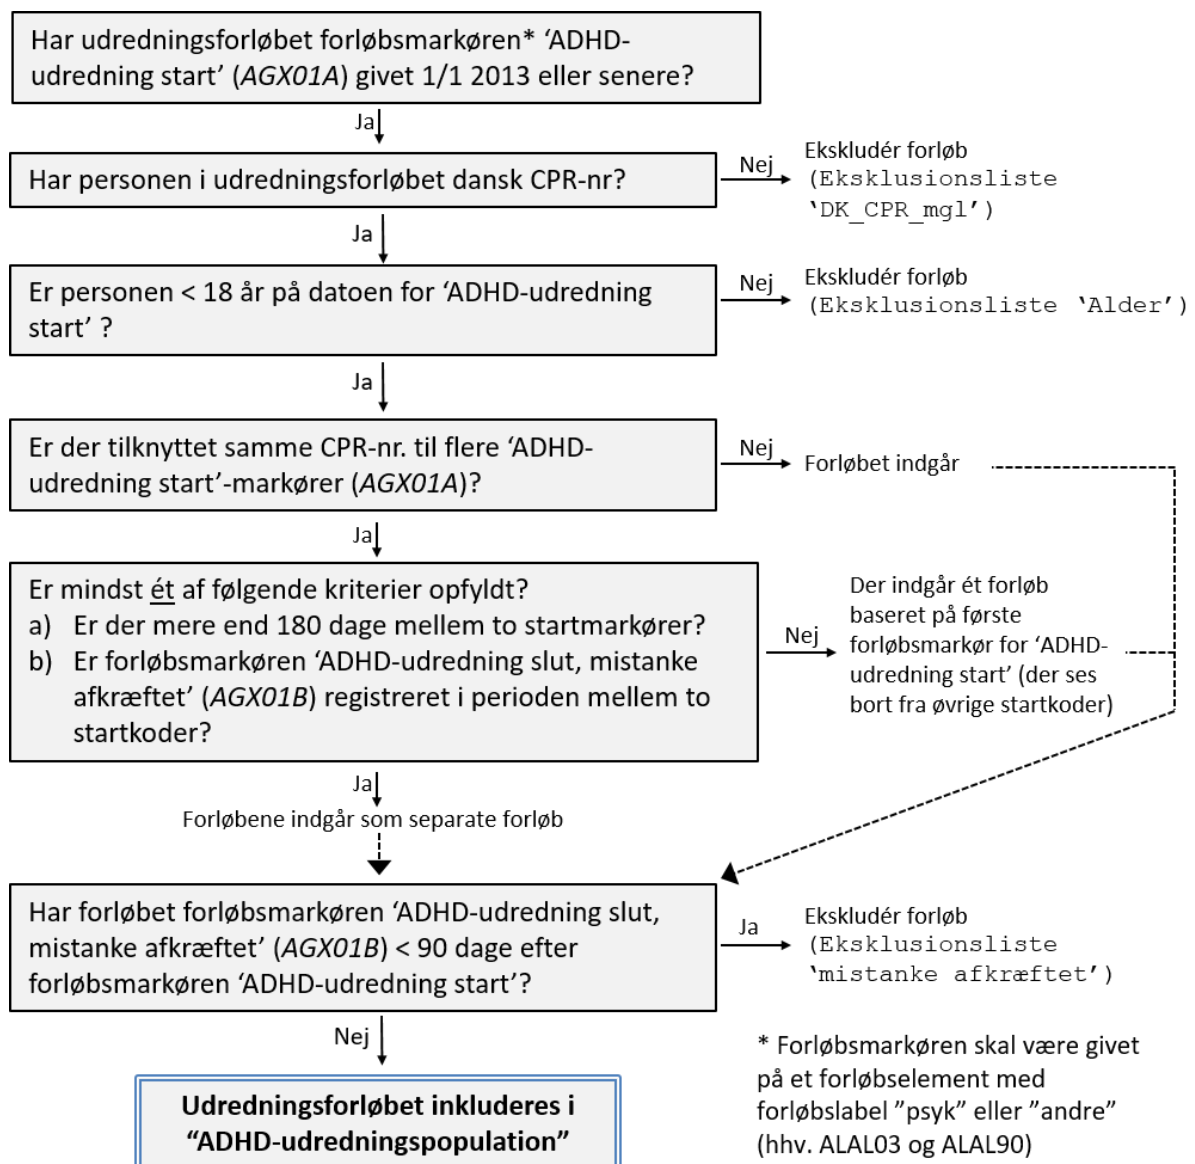 Har udredningsforløbet forløbsmarkøren* ‘ADHD-
udredning start’ (AGX01A) givet 1/1 2013 eller senere?
Ja
Har personen i udredningsforløbet dansk CPR-nr?
Nej
Ekskludér forløb
(Eksklusionsliste
‘DK_CPR_mgl’)
Ja
Er personen < 18 år på datoen for ‘ADHD-udredning
start’ ?
Nej
Ekskludér forløb
(Eksklusionsliste ‘Alder’)
Ja
Er der tilknyttet samme CPR-nr. til flere ‘ADHD-
udredning start’-markører (AGX01A)?
Nej
Forløbet indgår
Ja
Er mindst ét af følgende kriterier opfyldt?
a) Er der mere end 180 dage mellem to startmarkører?
b) Er forløbsmarkøren ‘ADHD-udredning slut, mistanke
afkræftet’ (AGX01B) registreret i perioden mellem to
startkoder?
Nej
Der indgår ét forløb
baseret på første
forløbsmarkør for ‘ADHD-
udredning start’ (der ses
bort fra øvrige startkoder)
Ja
Forløbene indgår som separate forløb
Har forløbet forløbsmarkøren ‘ADHD-udredning slut,
mistanke afkræftet’ (AGX01B) < 90 dage efter
forløbsmarkøren ‘ADHD-udredning start’?
Ja
Ekskludér forløb
(Eksklusionsliste
‘mistanke afkræftet’)
Nej
Udredningsforløbet inkluderes i
“ADHD-udredningspopulation”
* Forløbsmarkøren skal være givet
på et forløbselement med
forløbslabel ”psyk” eller ”andre”
(hhv. ALAL03 og ALAL90)